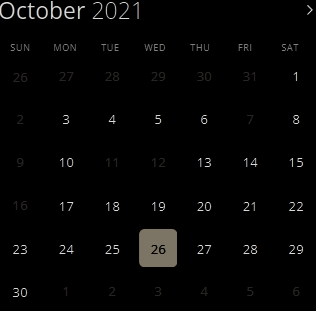 October 2021
SUN MON TUE WED THU FRI SAT
26 27 28 29 30 31 1
2 3 4 5 6 7 8
9 10 11 12 13 14 15
16 17 18 19 20 21 22
23 24 25 26 27 28 29
30 1 2 3 4 5 6